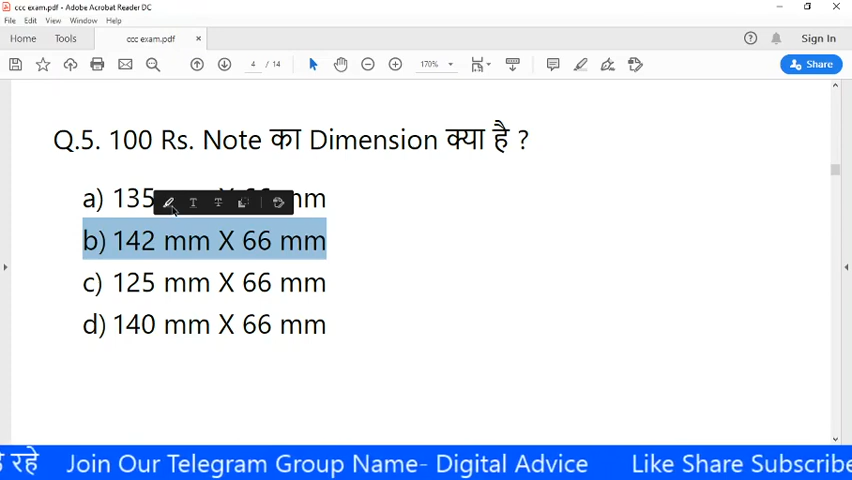 ccc exam.pdf - Adobe Acrobat Reader DC
File Edit View Window Help
Home Tools ccc exam.pdf × Sign In
4 / 14 170% Share
Q.5. 100 Rs. Note का Dimension क्या है ?
a) 135 mm
b) 142 mm X 66 mm
c) 125 mm X 66 mm
d) 140 mm X 66 mm
रहे Join Our Telegram Group Name- Digital Advice Like Share Subscribe